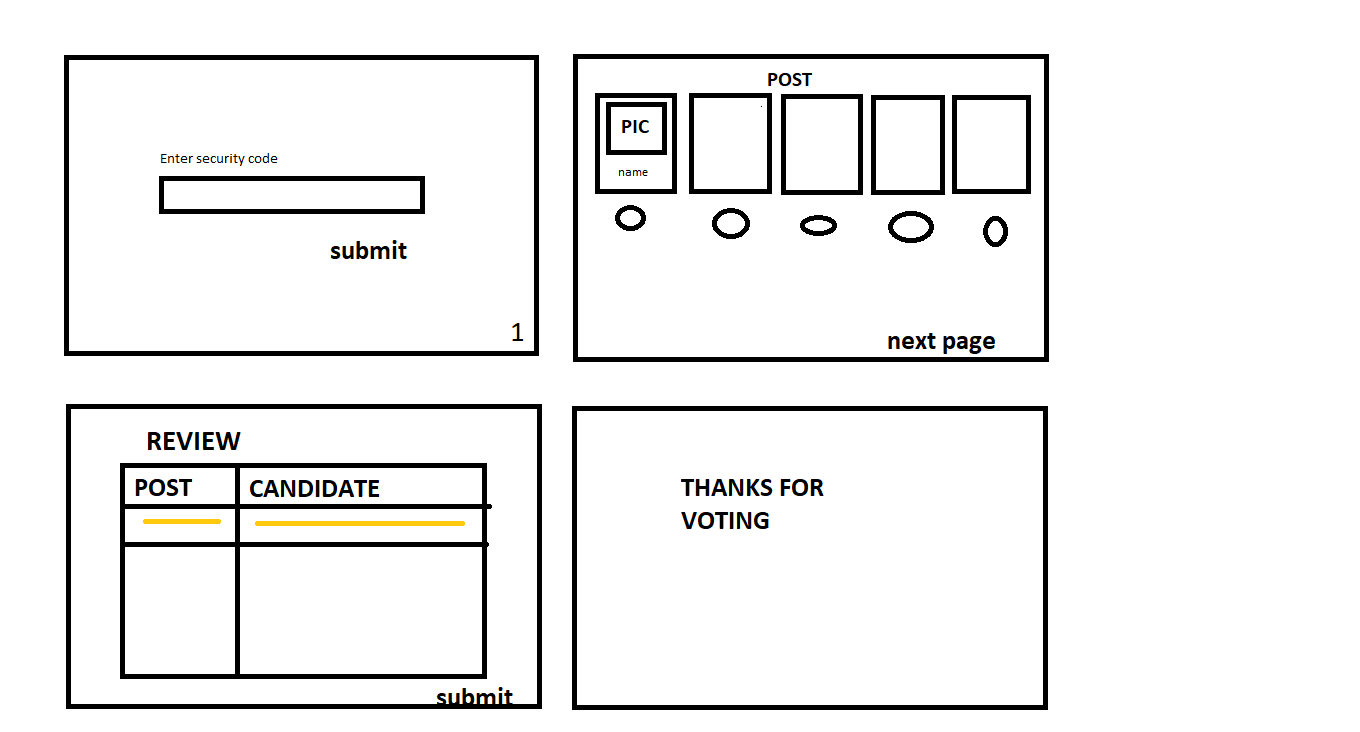 Enter security code
submit
1
POST
PIC
name
next page
REVIEW
POST CANDIDATE
submit
THANKS FOR
VOTING